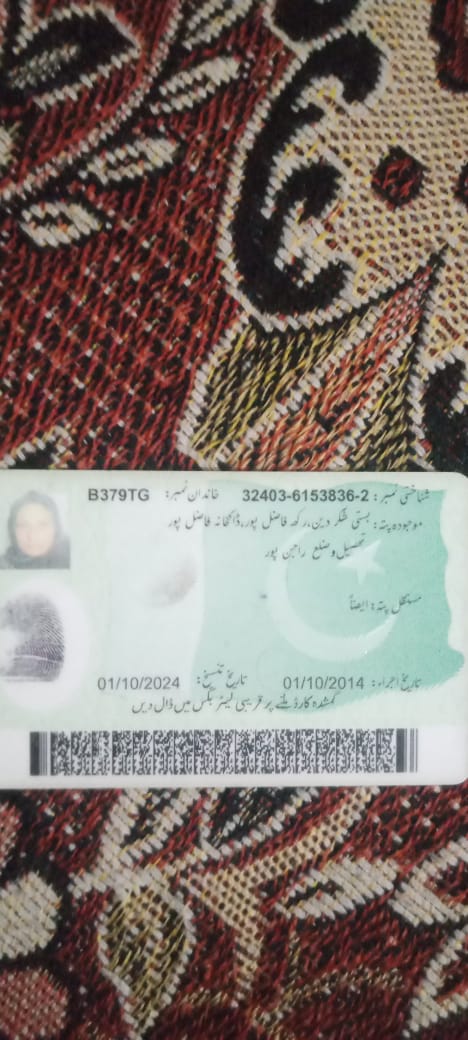 شناختی نمبر: 32403-6153836-2 خاندان نمبر: B379TG
موجودہ پتہ: بستی شکر دین، رکھ فاضل پور، ڈاکخانہ فاضل پور
تحصیل و ضلع راجن پور
مستقل پتہ: ایضاً
تاریخ اجراء: 01/10/2014 تاریخ تنسیخ: 01/10/2024
گمشدہ کارڈ ملنے پر قریبی لیٹر بکس میں ڈال دیں